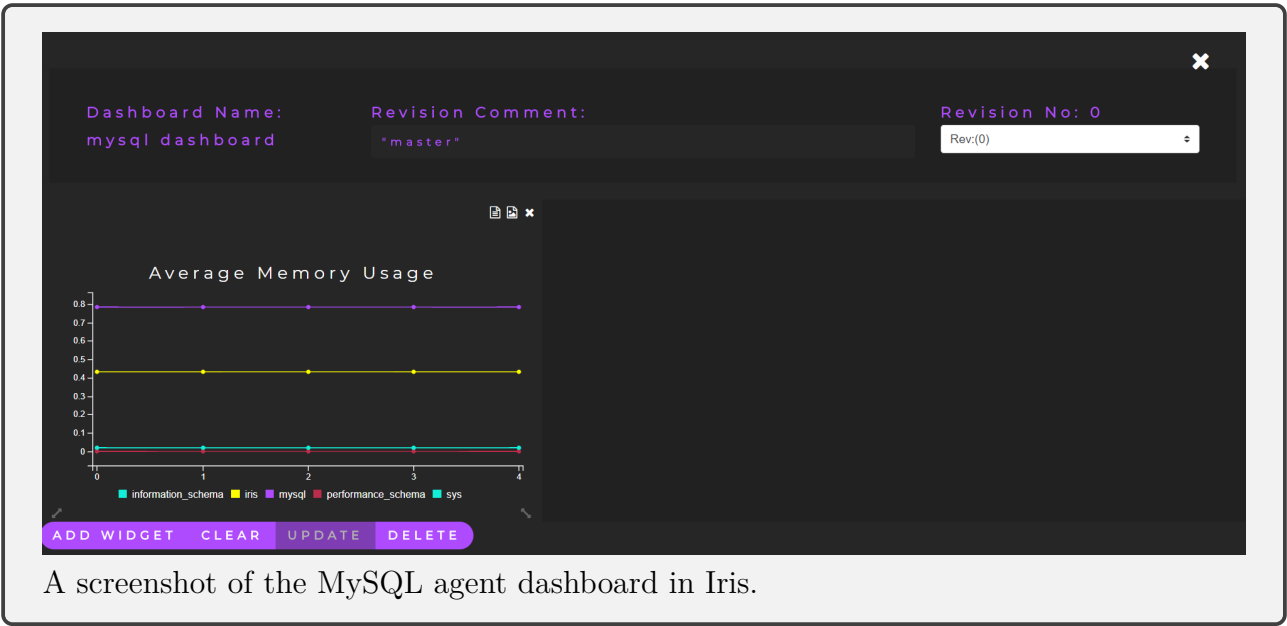 Dashboard Name:
mysql dashboard
Revision Comment:
"master"
Revision No: 0
Rev:(0)
Average Memory Usage
0.8
0.7
0.6
0.5
0.4
0.3
0.2
0.1
0
0 1 2 3 4
information_schema iris mysql performance_schema sys
ADD WIDGET CLEAR UPDATE DELETE
A screenshot of the MySQL agent dashboard in Iris.